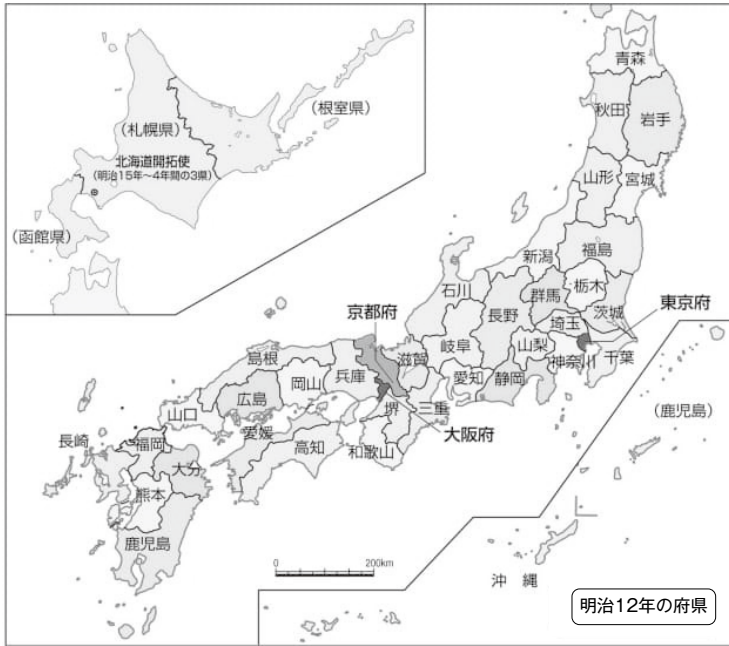 （根室県）
（札幌県）
北海道開拓使
（明治15年〜4年間の3県）
（函館県）
青森
秋田
岩手
山形
宮城
新潟
福島
石川
群馬
栃木
長野
茨城
東京府
京都府
埼玉
岐阜
山梨
滋賀
神奈川
千葉
島根
兵庫
岡山
愛知
静岡
広島
堺
三重
山口
（鹿児島）
長崎
福岡
愛媛
大阪府
高知
和歌山
大分
熊本
鹿児島
0
200km
沖縄
明治12年の府県